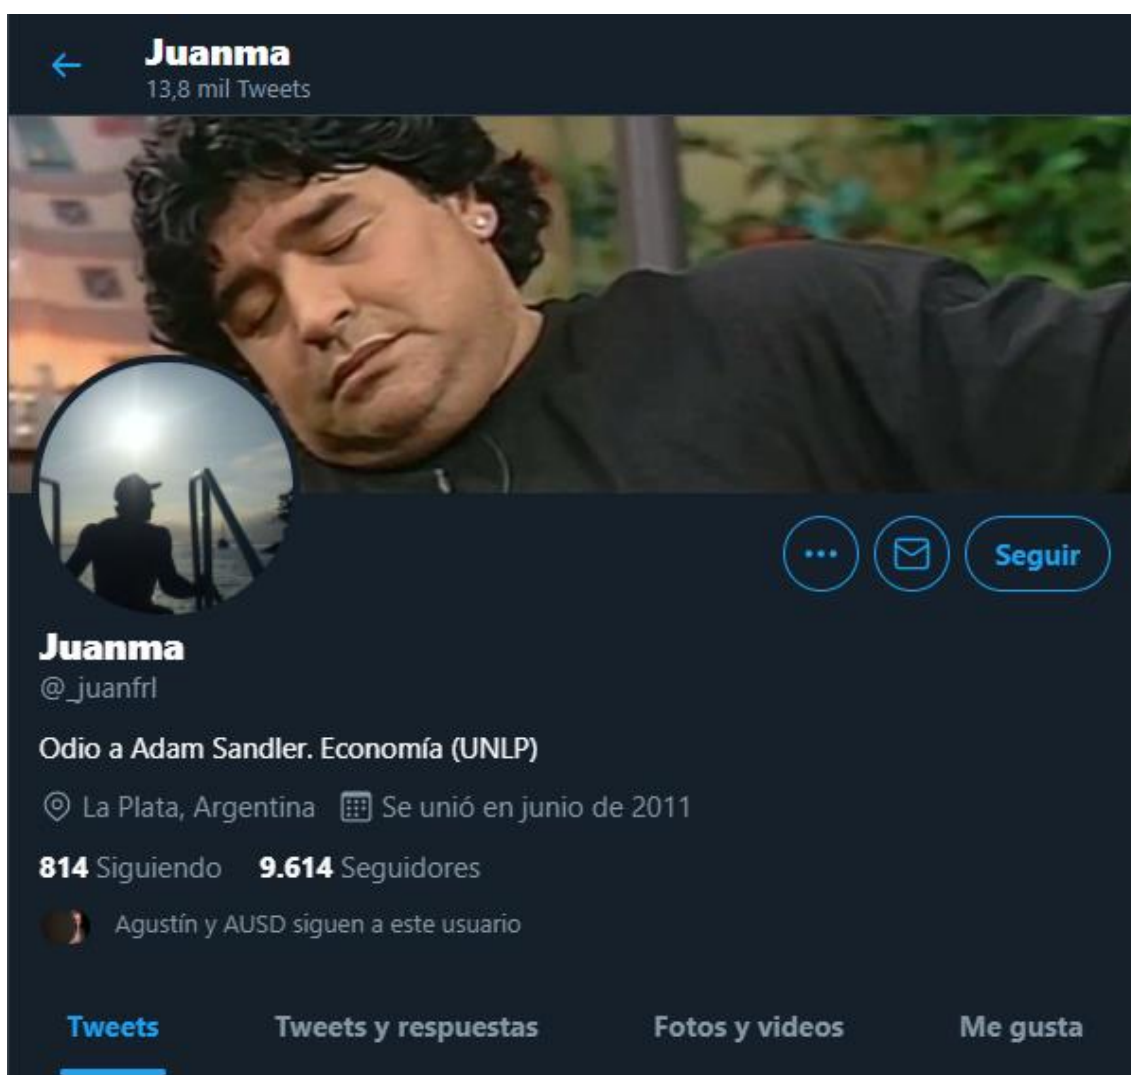 Juanma
13,8 mil Tweets
Seguir
Juanma
@_juanfrl
Odio a Adam Sandler. Economía (UNLP)
La Plata, Argentina Se unió en junio de 2011
814 Siguiendo 9.614 Seguidores
Agustín y AUSD siguen a este usuario
Tweets Tweets y respuestas Fotos y videos Me gusta